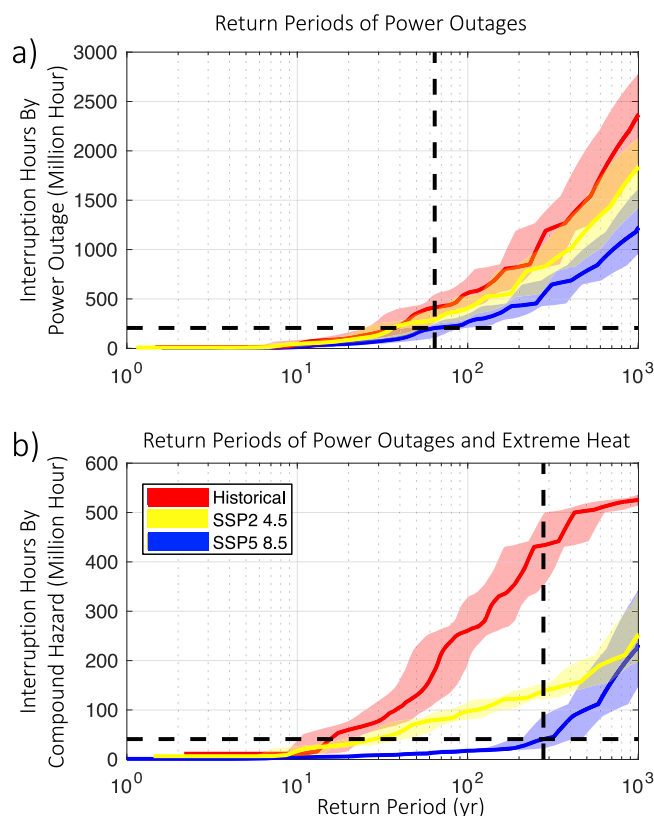 Return Periods of Power Outages
a)
Interruption Hours By
Power Outage (Million Hour)
3000
2500
2000
1500
1000
500
0
10^0
10^1
10^2
10^3
b)
Return Periods of Power Outages and Extreme Heat
Interruption Hours By
Compound Hazard (Million Hour)
600
500
400
300
200
100
0
Historical
SSP2 4.5
SSP5 8.5
10^0
10^1
10^2
10^3
Return Period (yr)